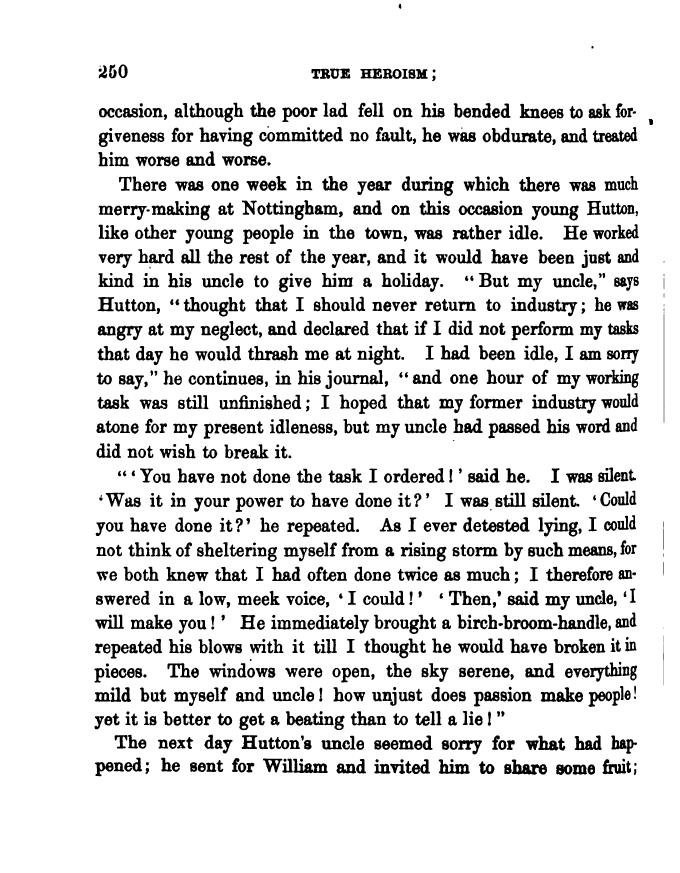 250 TRUE HEROISM;
occasion, although the poor lad fell on his bended knees to ask for-
giveness for having committed no fault, he was obdurate, and treated
him worse and worse.
There was one week in the year during which there was much
merry-making at Nottingham, and on this occasion young Hutton,
like other young people in the town, was rather idle. He worked
very hard all the rest of the year, and it would have been just and
kind in his uncle to give him a holiday. “But my uncle,” says
Hutton, “thought that I should never return to industry; he was
angry at my neglect, and declared that if I did not perform my tasks
that day he would thrash me at night. I had been idle, I am sorry
to say,” he continues, in his journal, “and one hour of my working
task was still unfinished; I hoped that my former industry would
atone for my present idleness, but my uncle had passed his word and
did not wish to break it.
“‘You have not done the task I ordered!’ said he. I was silent.
‘Was it in your power to have done it?’ I was still silent. ‘Could
you have done it?’ he repeated. As I ever detested lying, I could
not think of sheltering myself from a rising storm by such means, for
we both knew that I had often done twice as much; I therefore an-
swered in a low, meek voice, ‘I could!’ ‘Then,’ said my uncle, ‘I
will make you!’ He immediately brought a birch-broom-handle, and
repeated his blows with it till I thought he would have broken it in
pieces. The windows were open, the sky serene, and everything
mild but myself and uncle! how unjust does passion make people!
yet it is better to get a beating than to tell a lie!”
The next day Hutton’s uncle seemed sorry for what had hap-
pened; he sent for William and invited him to share some fruit;